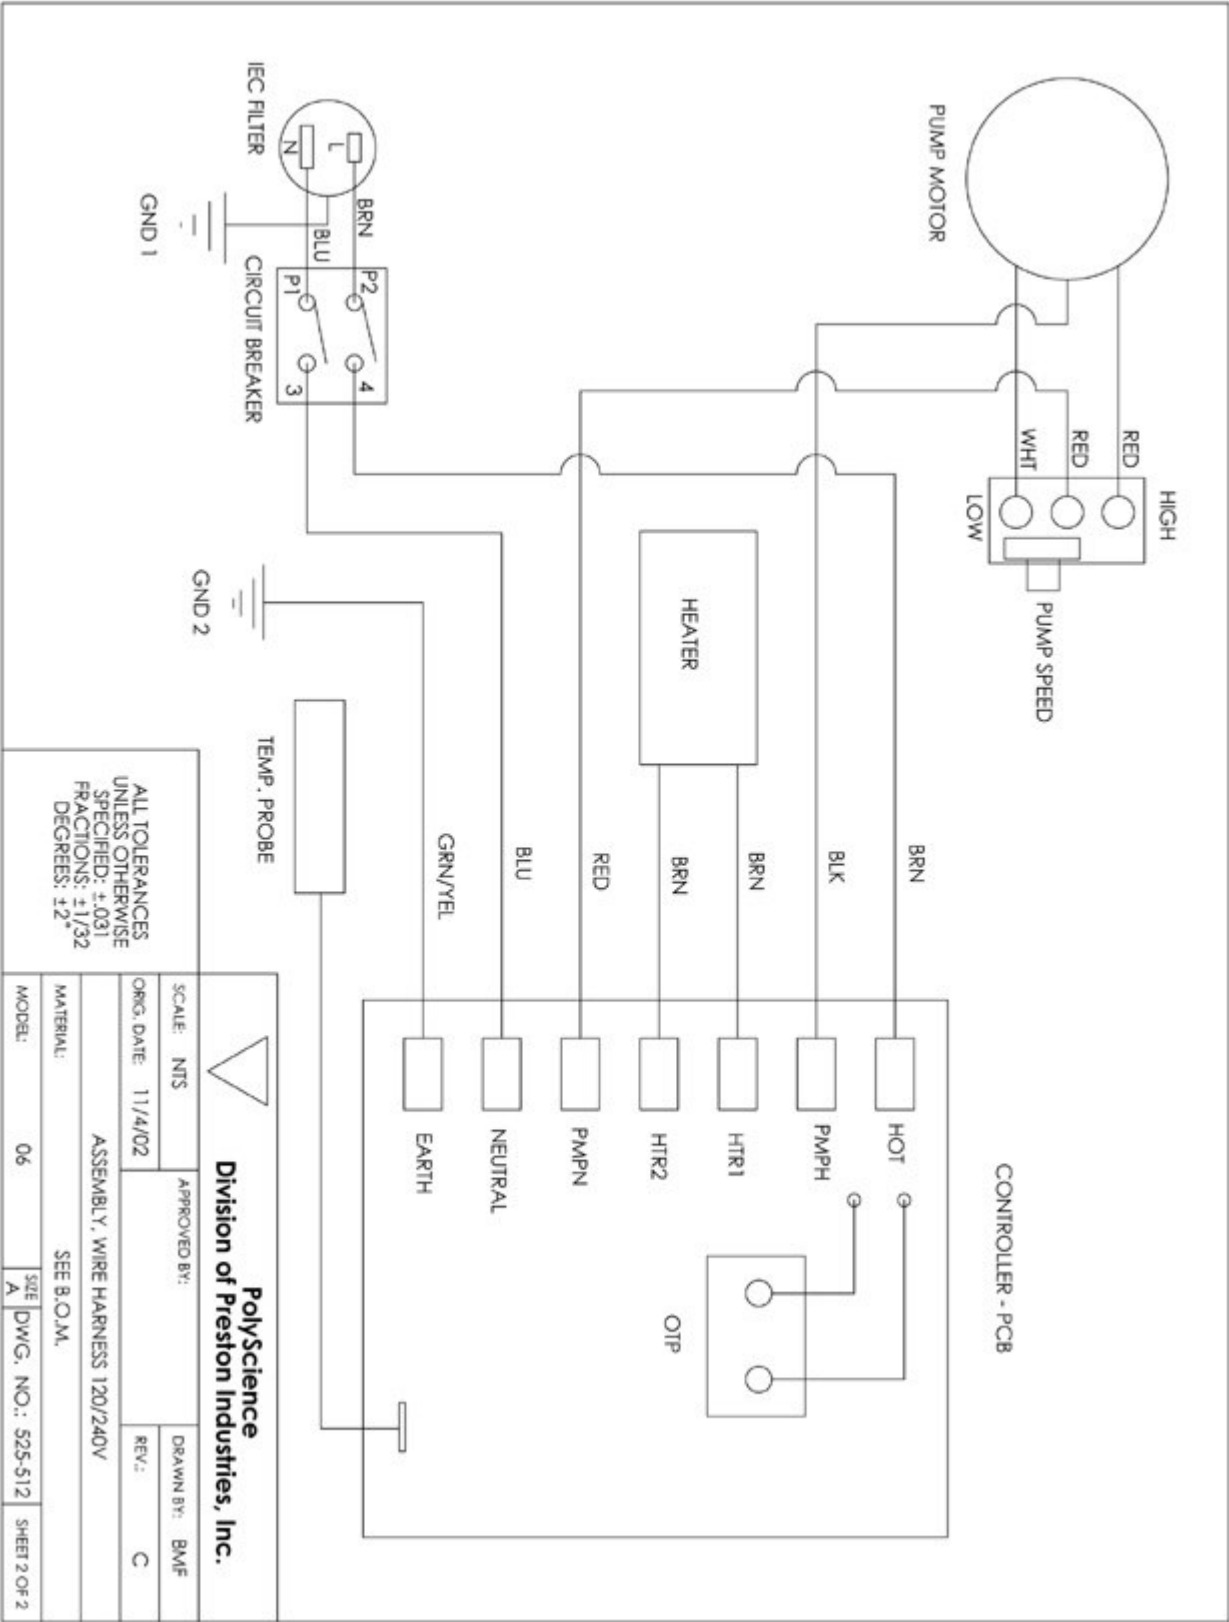 PUMP MOTOR
HIGH
RED
RED
WHT
LOW
PUMP SPEED
IEC FILTER
L
N
BRN
BLU
GND 1
P2
P1
4
3
CIRCUIT BREAKER
HEATER
GND 2
TEMP. PROBE
BRN
BLK
BRN
BRN
RED
BLU
GRN/YEL
CONTROLLER - PCB
HOT
PMPH
HTR1
HTR2
PMPN
NEUTRAL
EARTH
OTP
ALL TOLERANCES
UNLESS OTHERWISE
SPECIFIED: ±.031
FRACTIONS: ±1/32
DEGREES: ±2°
PolyScience
Division of Preston Industries, Inc.
SCALE: NTS
APPROVED BY:
DRAWN BY: BMF
ORIG. DATE: 11/4/02
REV.: C
ASSEMBLY, WIRE HARNESS 120/240V
MATERIAL: SEE B.O.M.
MODEL: 06
SIZE
A
DWG. NO.: 525-512
SHEET 2 OF 2